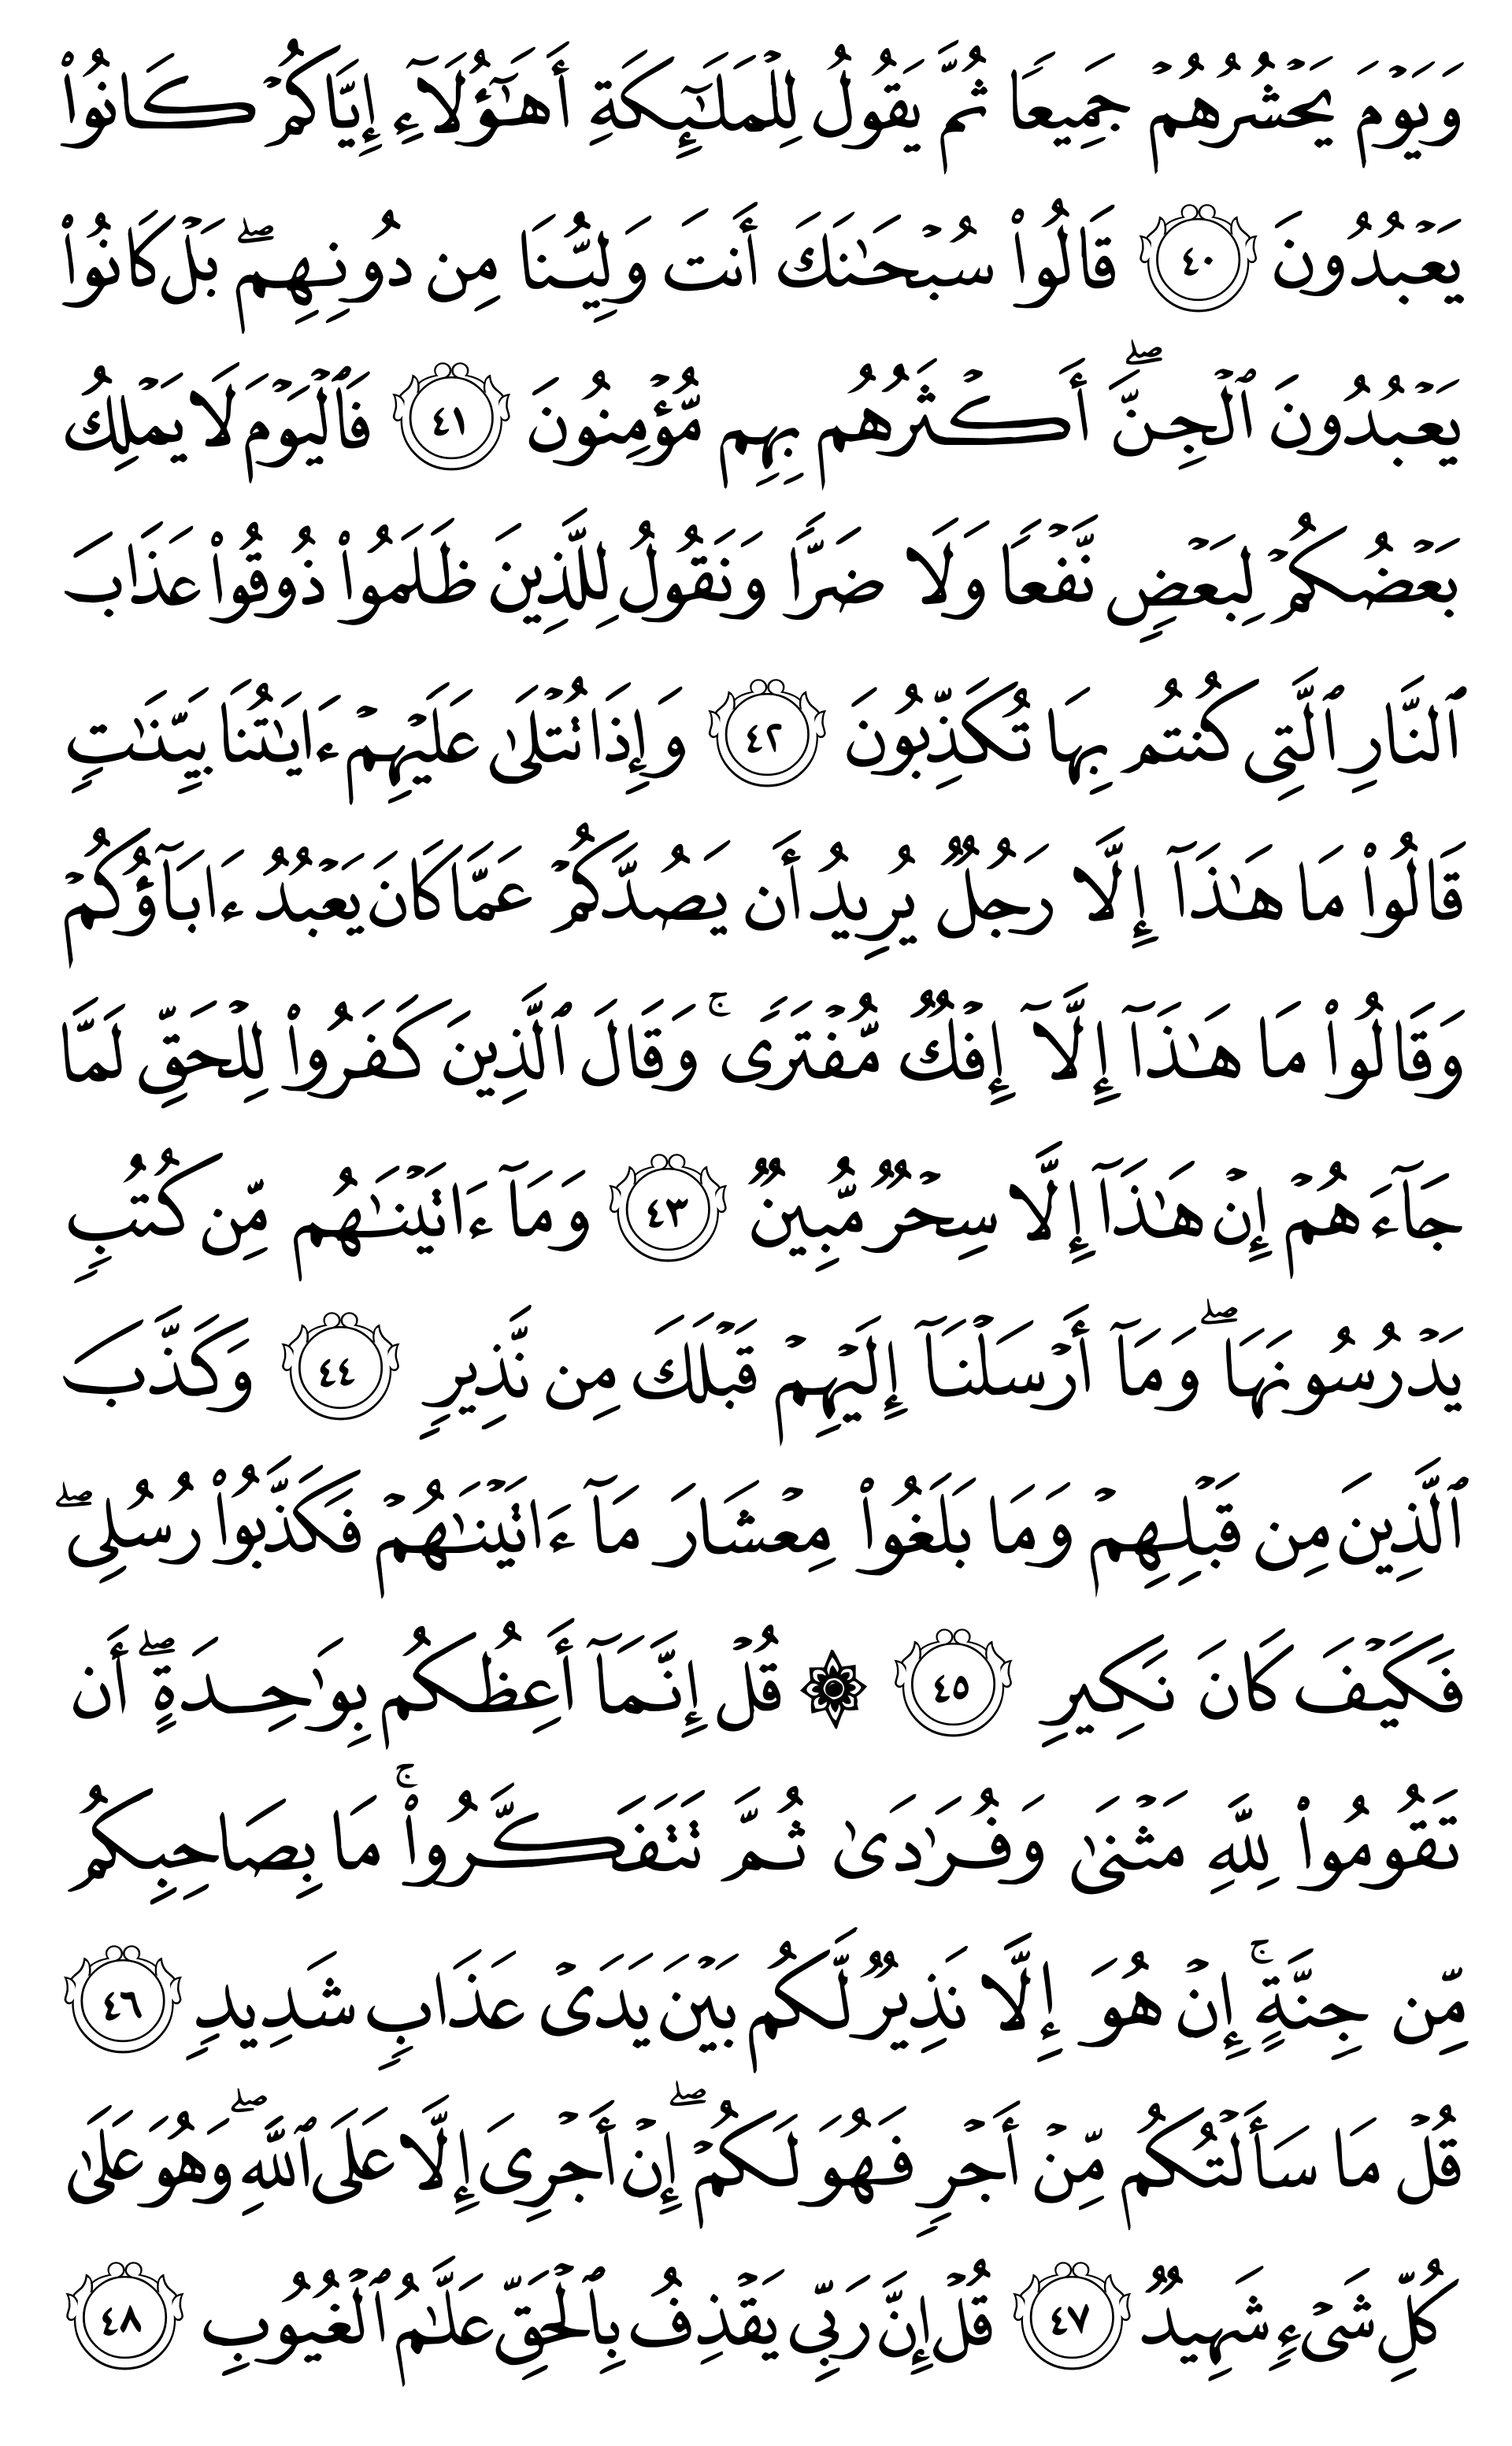 وَيَوۡمَ يَحۡشُرُهُمۡ جَمِيعٗا ثُمَّ يَقُولُ لِلۡمَلَٰٓئِكَةِ أَهَٰٓؤُلَآءِ إِيَّاكُمۡ كَانُواْ
يَعۡبُدُونَ ٤٠ قَالُواْ سُبۡحَٰنَكَ أَنتَ وَلِيُّنَا مِن دُونِهِمۖ بَلۡ كَانُواْ
يَعۡبُدُونَ ٱلۡجِنَّۖ أَكۡثَرُهُم بِهِم مُّؤۡمِنُونَ ٤١ فَٱلۡيَوۡمَ لَا يَمۡلِكُ
بَعۡضُكُمۡ لِبَعۡضٖ نَّفۡعٗا وَلَا ضَرّٗا وَنَقُولُ لِلَّذِينَ ظَلَمُواْ ذُوقُواْ عَذَابَ
ٱلنَّارِ ٱلَّتِي كُنتُم بِهَا تُكَذِّبُونَ ٤٢ وَإِذَا تُتۡلَىٰ عَلَيۡهِمۡ ءَايَٰتُنَا بَيِّنَٰتٖ
قَالُواْ مَا هَٰذَآ إِلَّا رَجُلٞ يُرِيدُ أَن يَصُدَّكُمۡ عَمَّا كَانَ يَعۡبُدُ ءَابَآؤُكُمۡ
وَقَالُواْ مَا هَٰذَآ إِلَّآ إِفۡكٞ مُّفۡتَرٗىۚ وَقَالَ ٱلَّذِينَ كَفَرُواْ لِلۡحَقِّ لَمَّا
جَآءَهُمۡ إِنۡ هَٰذَآ إِلَّا سِحۡرٞ مُّبِينٞ ٤٣ وَمَآ ءَاتَيۡنَٰهُم مِّن كُتُبٖ
يَدۡرُسُونَهَاۖ وَمَآ أَرۡسَلۡنَآ إِلَيۡهِمۡ قَبۡلَكَ مِن نَّذِيرٖ ٤٤ وَكَذَّبَ
ٱلَّذِينَ مِن قَبۡلِهِمۡ وَمَا بَلَغُواْ مِعۡشَارَ مَآ ءَاتَيۡنَٰهُمۡ فَكَذَّبُواْ رُسُلِيۖ
فَكَيۡفَ كَانَ نَكِيرِ ٤٥ ۞ قُلۡ إِنَّمَآ أَعِظُكُم بِوَٰحِدَةٍۖ أَن
تَقُومُواْ لِلَّهِ مَثۡنَىٰ وَفُرَٰدَىٰ ثُمَّ تَتَفَكَّرُواْۚ مَا بِصَاحِبِكُم
مِّن جِنَّةٍۚ إِنۡ هُوَ إِلَّا نَذِيرٞ لَّكُم بَيۡنَ يَدَيۡ عَذَابٖ شَدِيدٖ ٤٦
قُلۡ مَا سَأَلۡتُكُم مِّنۡ أَجۡرٖ فَهُوَ لَكُمۡۖ إِنۡ أَجۡرِيَ إِلَّا عَلَى ٱللَّهِۖ وَهُوَ عَلَىٰ
كُلِّ شَيۡءٖ شَهِيدٞ ٤٧ قُلۡ إِنَّ رَبِّي يَقۡذِفُ بِٱلۡحَقِّ عَلَّٰمُ ٱلۡغُيُوبِ ٤٨